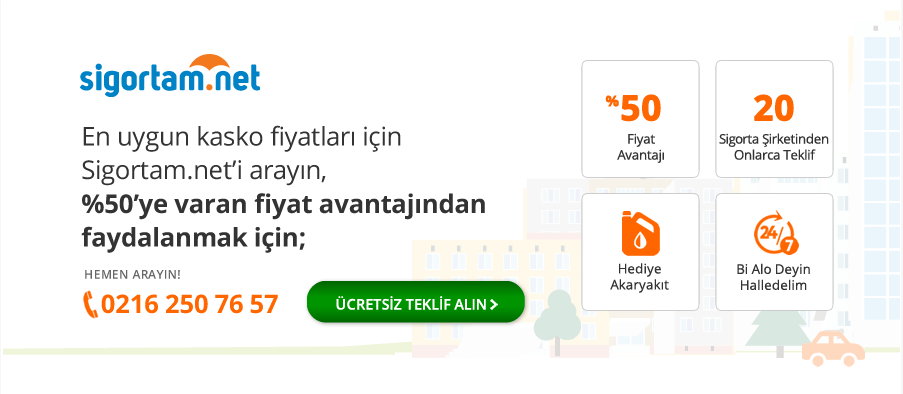 sigortam.net
En uygun kasko fiyatları için
Sigortam.net’i arayın,
%50’ye varan fiyat avantajından
faydalanmak için;
HEMEN ARAYIN!
0216 250 76 57
ÜCRETSİZ TEKLİF ALIN
%50
Fiyat
Avantajı
20
Sigorta Şirketinden
Onlarca Teklif
Hediye
Akaryakıt
24/7
Bi Alo Deyin
Halledelim